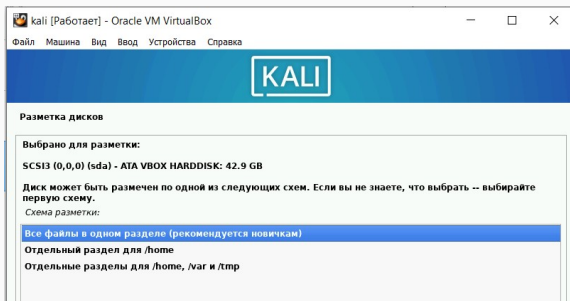 kali [Работает] - Oracle VM VirtualBox
Файл Машина Вид Ввод Устройства Справка
KALI
Разметка дисков
Выбрано для разметки:
SCSI3 (0,0,0) (sda) - ATA VBOX HARDDISK: 42.9 GB
Диск может быть размечен по одной из следующих схем. Если вы не знаете, что выбрать -- выбирайте
первую схему.
Схема разметки:
Все файлы в одном разделе (рекомендуется новичкам)
Отдельный раздел для /home
Отдельные разделы для /home, /var и /tmp